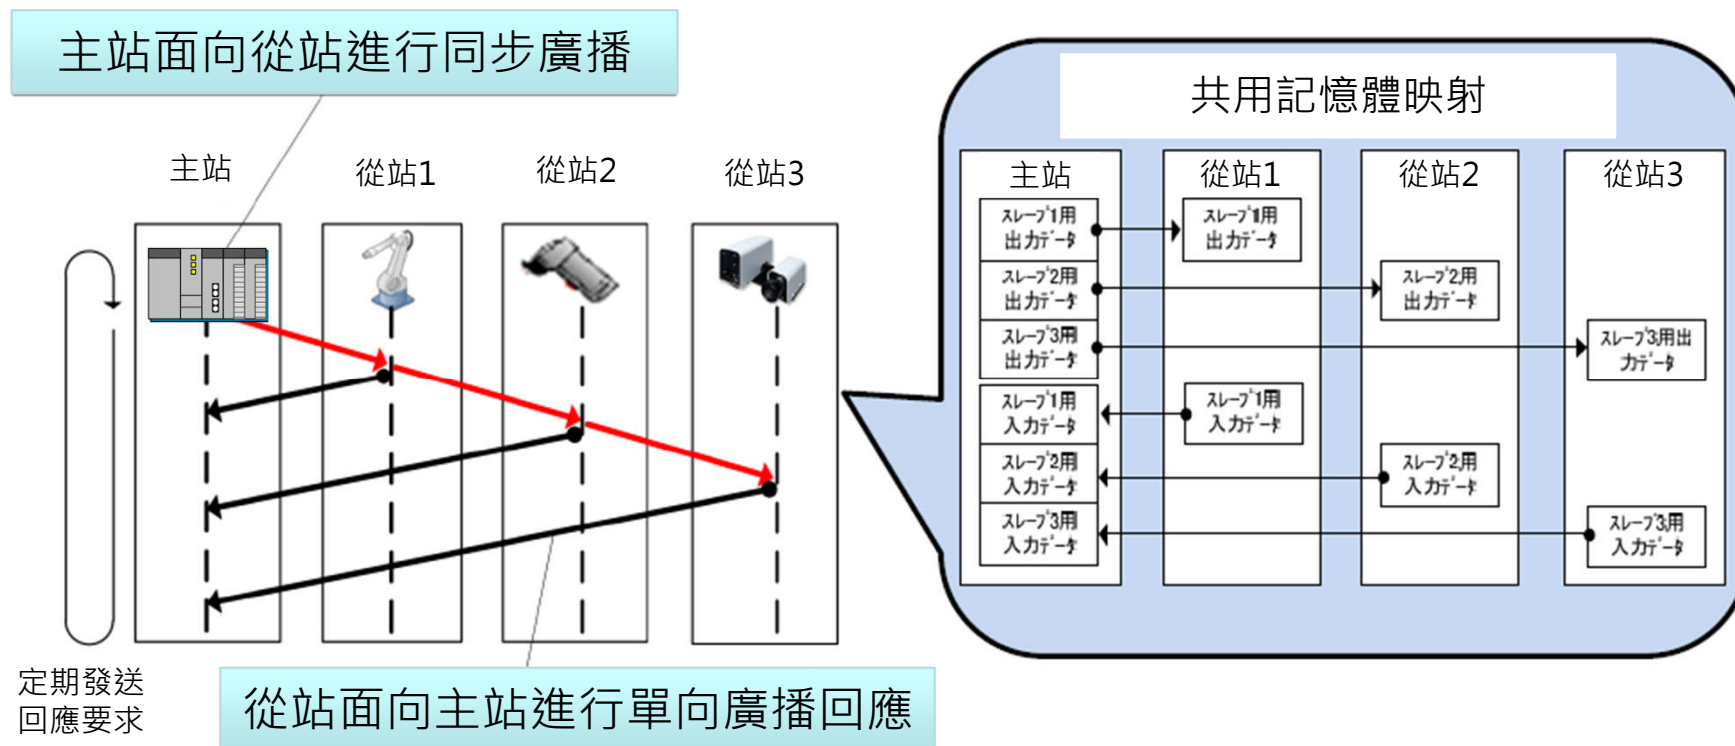 主站面向從站進行同步廣播
主站
從站1
從站2
從站3
定期發送
回應要求
從站面向主站進行單向廣播回應
共用記憶體映射
主站
從站1
從站2
從站3
ｽﾚｰﾌﾞ1用
出力ﾃﾞｰﾀ
ｽﾚｰﾌﾞ1用
出力ﾃﾞｰﾀ
ｽﾚｰﾌﾞ2用
出力ﾃﾞｰﾀ
ｽﾚｰﾌﾞ2用
出力ﾃﾞｰﾀ
ｽﾚｰﾌﾞ3用
出力ﾃﾞｰﾀ
ｽﾚｰﾌﾞ3用出
力ﾃﾞｰﾀ
ｽﾚｰﾌﾞ1用
入力ﾃﾞｰﾀ
ｽﾚｰﾌﾞ1用
入力ﾃﾞｰﾀ
ｽﾚｰﾌﾞ2用
入力ﾃﾞｰﾀ
ｽﾚｰﾌﾞ2用
入力ﾃﾞｰﾀ
ｽﾚｰﾌﾞ3用
入力ﾃﾞｰﾀ
ｽﾚｰﾌﾞ3用
入力ﾃﾞｰﾀ